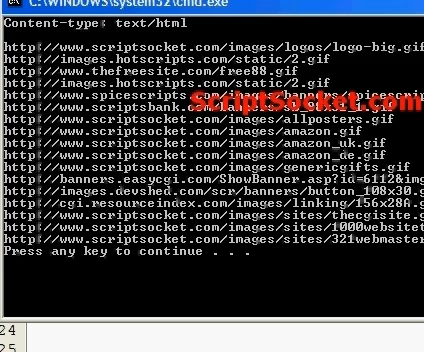 C:\WINDOWS\system32\cmd.exe
Content-type: text/html
http://www.scriptsocket.com/images/logos/logo-big.gif
http://images.hotscripts.com/static/2.gif
http://www.thefreesite.com/free88.gif
http://images.hotscripts.com/static/2.gif
http://www.spiceribanners/spicescrip
ScriptSocket.com
http://www.scriptsbank.com/
http://www.scriptsocket.com/images/allposters.gif
http://www.scriptsocket.com/images/amazon.gif
http://www.scriptsocket.com/images/amazon_uk.gif
http://www.scriptsocket.com/images/amazon_de.gif
http://www.scriptsocket.com/images/genericgifts.gif
http://banners.easycgi.com/ShowBanner.asp?id=6112&img
http://images.devshed.com/scr/banners/button_108x30.g
http://cgi.resourceindex.com/images/linking/156x28A.g
http://www.scriptsocket.com/images/sites/thecgisite.g
http://www.scriptsocket.com/images/sites/1000websitet
http://www.scriptsocket.com/images/sites/321webmaster
Press any key to continue . . .
24
25